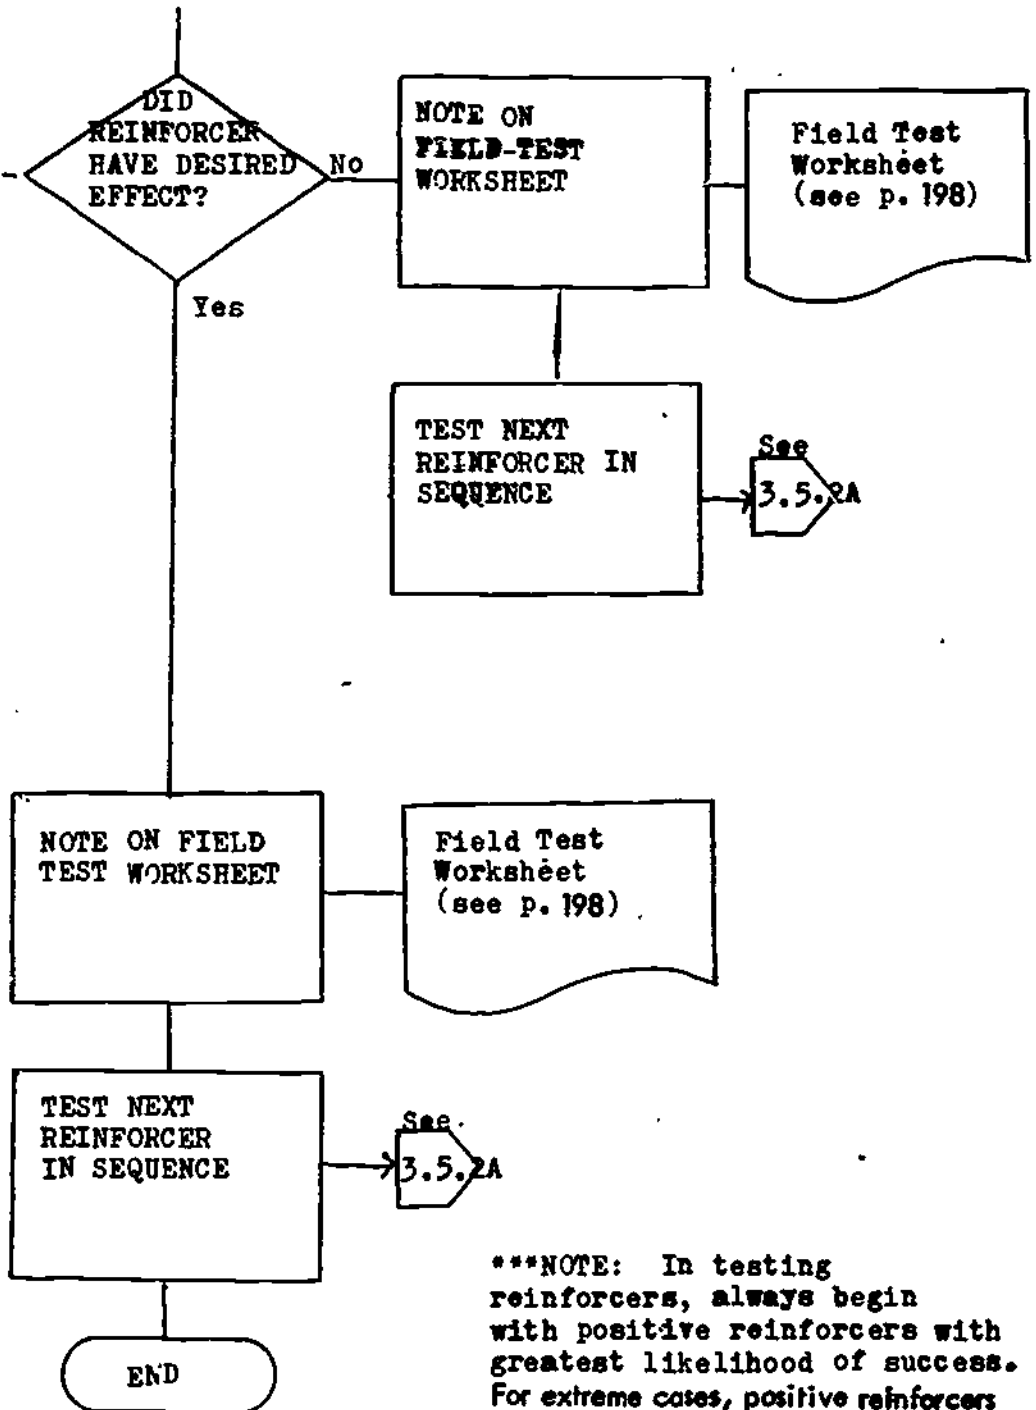 DID
REINFORCER
HAVE DESIRED
EFFECT?
No
NOTE ON
FIELD-TEST
WORKSHEET
Field Test
Worksheet
(see p. 198)
Yes
TEST NEXT
REINFORCER IN
SEQUENCE
See
3.5.2A
NOTE ON FIELD
TEST WORKSHEET
Field Test
Worksheet
(see p. 198)
TEST NEXT
REINFORCER
IN SEQUENCE
See
3.5.2A
END
***NOTE: In testing
reinforcers, always begin
with positive reinforcers with
greatest likelihood of success.
For extreme cases, positive reinforcers